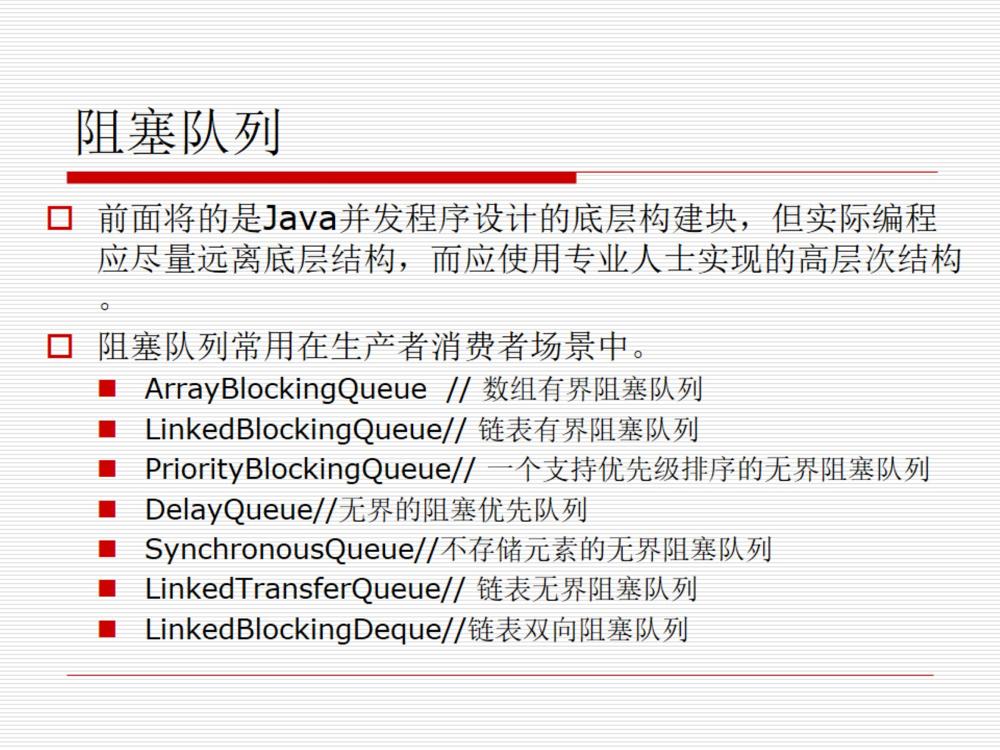 阻塞队列
前面将的是Java并发程序设计的底层构建块，但实际编程
应尽量远离底层结构，而应使用专业人士实现的高层次结构
。
阻塞队列常用在生产者消费者场景中。
ArrayBlockingQueue // 数组有界阻塞队列
LinkedBlockingQueue// 链表有界阻塞队列
PriorityBlockingQueue// 一个支持优先级排序的无界阻塞队列
DelayQueue//无界的阻塞优先队列
SynchronousQueue//不存储元素的无界阻塞队列
LinkedTransferQueue// 链表无界阻塞队列
LinkedBlockingDeque//链表双向阻塞队列